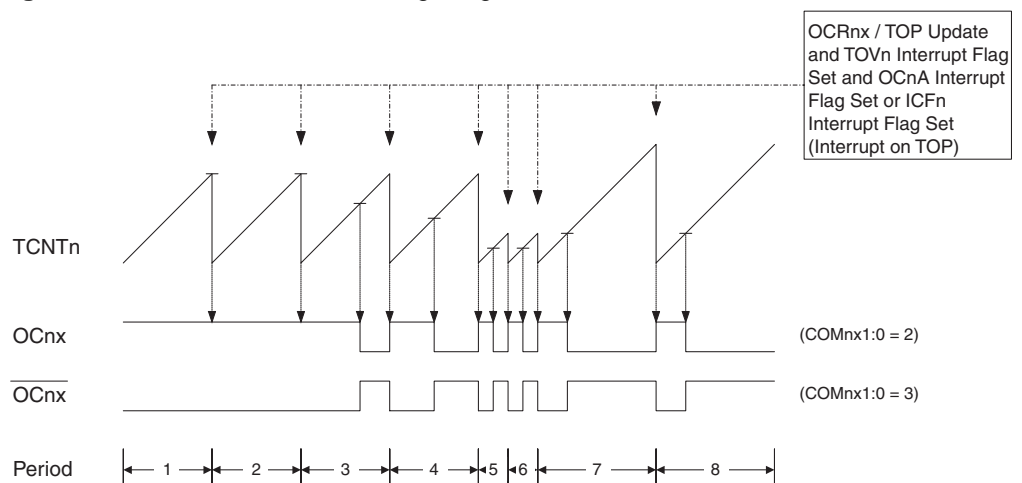 OCRnx / TOP Update
and TOVn Interrupt Flag
Set and OCnA Interrupt
Flag Set or ICFn
Interrupt Flag Set
(Interrupt on TOP)
TCNTn
OCnx
(COMnx1:0 = 2)
OCnx
(COMnx1:0 = 3)
Period 1 2 3 4 5 6 7 8